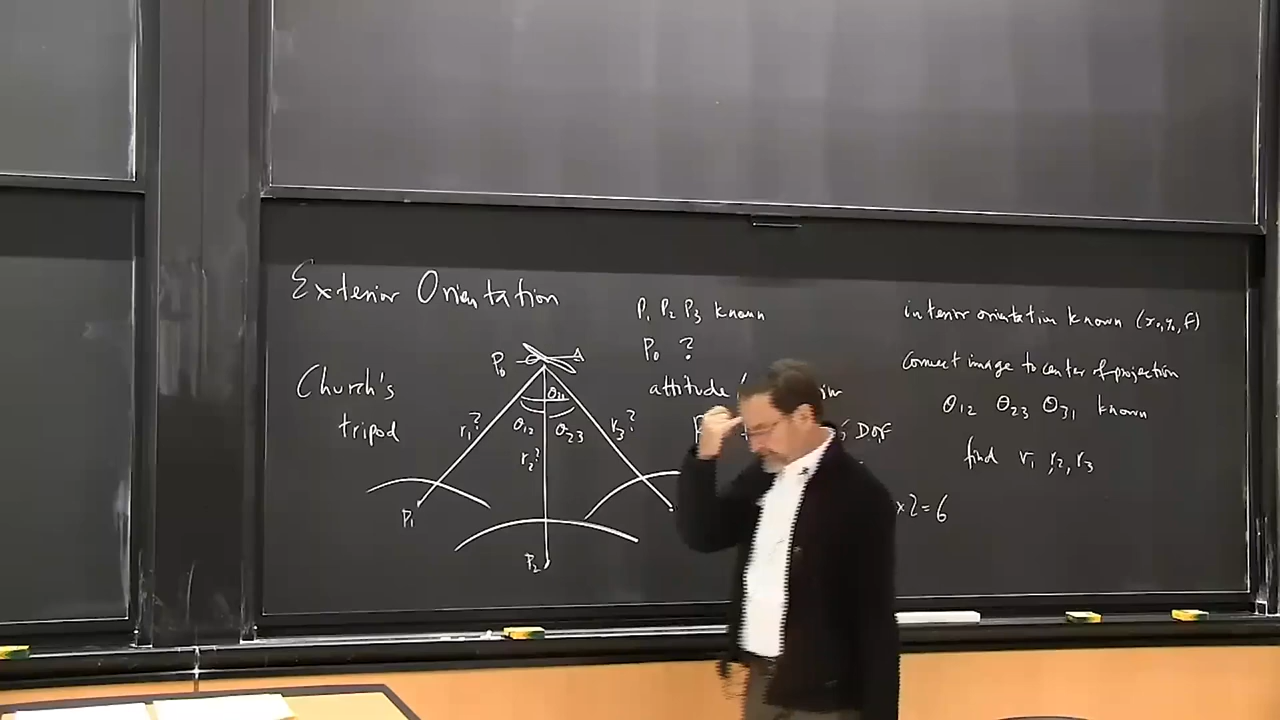 Exterior Orientation
Church's
tripod
P₀
θ₃₁
r₁?
θ₁₂
θ₂₃
r₂?
r₃?
P₁
P₂
P₁ P₂ P₃ known
P₀ ?
attitude
DOF
×2=6
interior orientation known (x₀,y₀,f)
connect image to center of projection
θ₁₂ θ₂₃ θ₃₁ known
find r₁ r₂, r₃